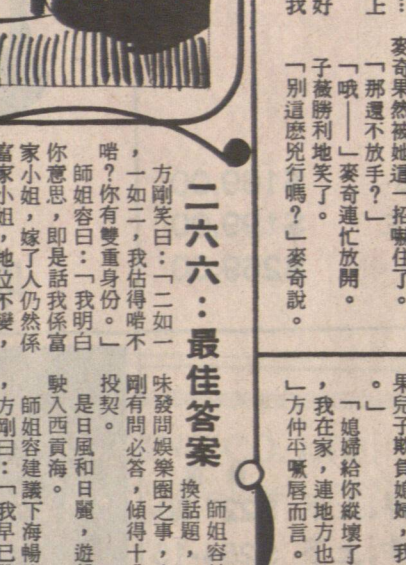 上
好
我
麥奇果然被她這一招嚇住了。
「那還不放手?」
「哦——」麥奇連忙放開。
子薇勝利地笑了。
「別這麽兇行嗎?」麥奇說。
果兒子欺負媳婦,我
。」
「媳婦給你縱壞了
,我在家,連地方也
」方仲平噘唇而言。
二六六:最佳答案
方剛笑曰:「二如一
,一如二,我估得啱不
啱?你有雙重身份。」
師姐容曰:「我明白
你意思,即是話我係富
家小姐,嫁了人仍然係
富家小姐,地位不變,
師姐容
換話題,
味發問娛樂圈之事,
剛有問必答,傾得十
投契。
是日風和日麗,遊
駛入西貢海。
師姐容建議下海暢
,方剛曰:「我早已